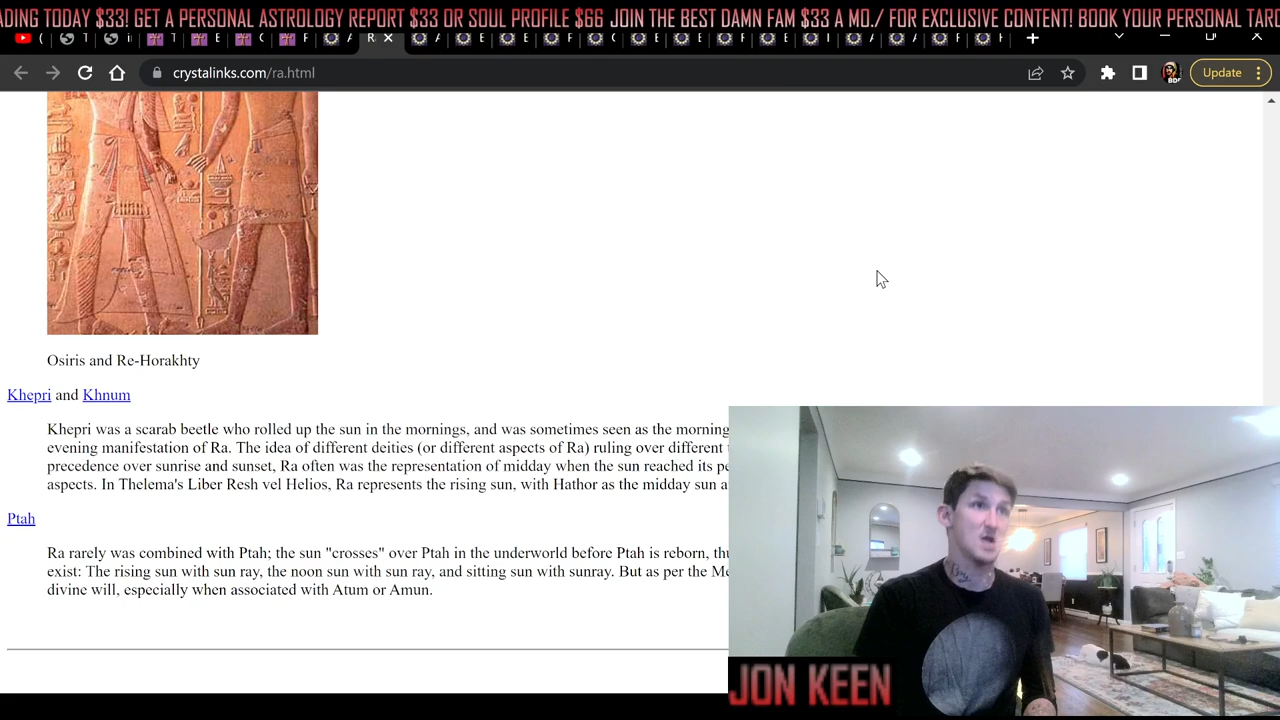 ADING TODAY $33! GET A PERSONAL ASTROLOGY REPORT $33 OR SOUL PROFILE $66 JOIN THE BEST DAMN FAM $33 A MO./ FOR EXCLUSIVE CONTENT! BOOK YOUR PERSONAL TAR
crystalinks.com/ra.html
Update
Osiris and Re-Horakhty
Khepri and Khnum
Khepri was a scarab beetle who rolled up the sun in the mornings, and was sometimes seen as the morning
evening manifestation of Ra. The idea of different deities (or different aspects of Ra) ruling over different
precedence over sunrise and sunset, Ra often was the representation of midday when the sun reached its pe
aspects. In Thelema's Liber Resh vel Helios, Ra represents the rising sun, with Hathor as the midday sun a
Ptah
Ra rarely was combined with Ptah; the sun "crosses" over Ptah in the underworld before Ptah is reborn, thu
exist: The rising sun with sun ray, the noon sun with sun ray, and sitting sun with sunray. But as per the Me
divine will, especially when associated with Atum or Amun.
JON KEEN